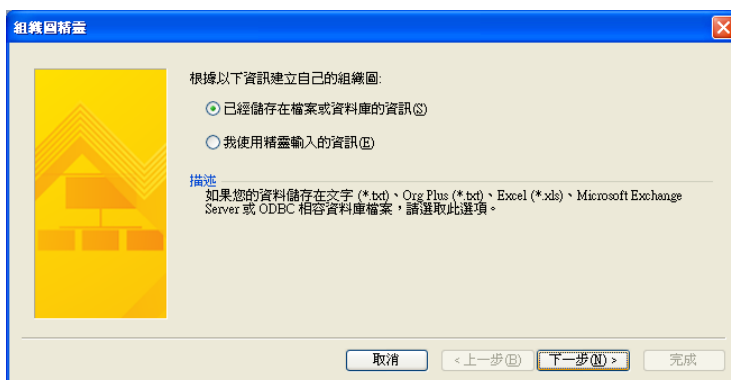 組織圖精靈
根據以下資訊建立自己的組織圖:
已經儲存在檔案或資料庫的資訊(S)
我使用精靈輸入的資訊(E)
描述
如果您的資料儲存在文字 (*.txt)、Org Plus (*.txt)、Excel (*.xls)、Microsoft Exchange
Server 或 ODBC 相容資料庫檔案，請選取此選項。
取消 <上一步(B) 下一步(N)> 完成